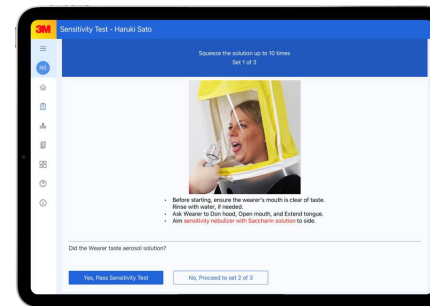 3M
Sensitivity Test - Haruki Sato
NS
Squeeze the solution up to 10 times
Set 1 of 3
• Before starting, ensure the wearer's mouth is clear of taste.
Rinse with water, if needed.
• Ask Wearer to Don hood, Open mouth, and Extend tongue.
• Aim sensitivity nebulizer with Saccharin solution to side.
Did the Wearer taste aerosol solution?
Yes, Pass Sensitivity Test
No, Proceed to set 2 of 3